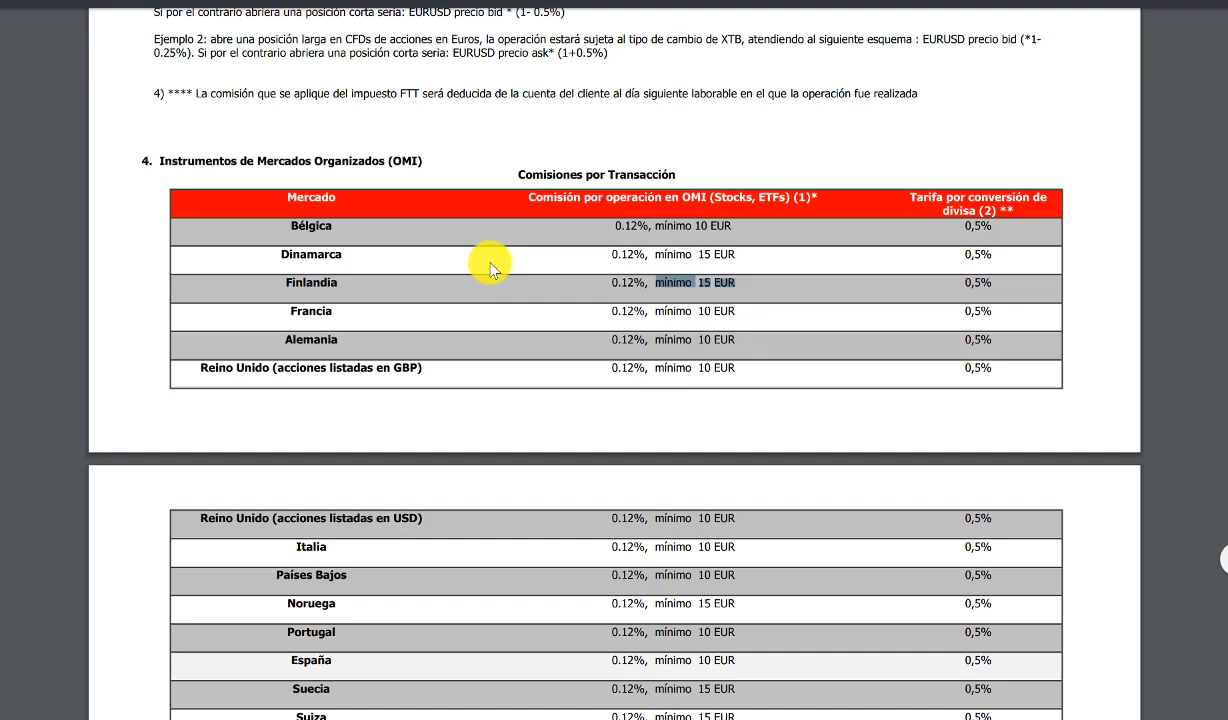 Si por el contrario abriera una posición corta seria: EURUSD precio bid * (1- 0.5%)
Ejemplo 2: abre una posición larga en CFDs de acciones en Euros, la operación estará sujeta al tipo de cambio de XTB, atendiendo al siguiente esquema : EURUSD precio bid (*1-
0.25%). Si por el contrario abriera una posición corta seria: EURUSD precio ask* (1+0.5%)
4) **** La comisión que se aplique del impuesto FTT será deducida de la cuenta del cliente al día siguiente laborable en el que la operación fue realizada
4. Instrumentos de Mercados Organizados (OMI)
Comisiones por Transacción
Mercado Comisión por operación en OMI (Stocks, ETFs) (1)* Tarifa por conversión de
divisa (2) **
Bélgica 0.12%, mínimo 10 EUR 0,5%
Dinamarca 0.12%, mínimo 15 EUR 0,5%
Finlandia 0.12%, mínimo 15 EUR 0,5%
Francia 0.12%, mínimo 10 EUR 0,5%
Alemania 0.12%, mínimo 10 EUR 0,5%
Reino Unido (acciones listadas en GBP) 0.12%, mínimo 10 EUR 0,5%
Reino Unido (acciones listadas en USD) 0.12%, mínimo 10 EUR 0,5%
Italia 0.12%, mínimo 10 EUR 0,5%
Países Bajos 0.12%, mínimo 10 EUR 0,5%
Noruega 0.12%, mínimo 15 EUR 0,5%
Portugal 0.12%, mínimo 10 EUR 0,5%
España 0.12%, mínimo 10 EUR 0,5%
Suecia 0.12%, mínimo 15 EUR 0,5%
Suiza 0.12%, mínimo 10 EUR 0,5%